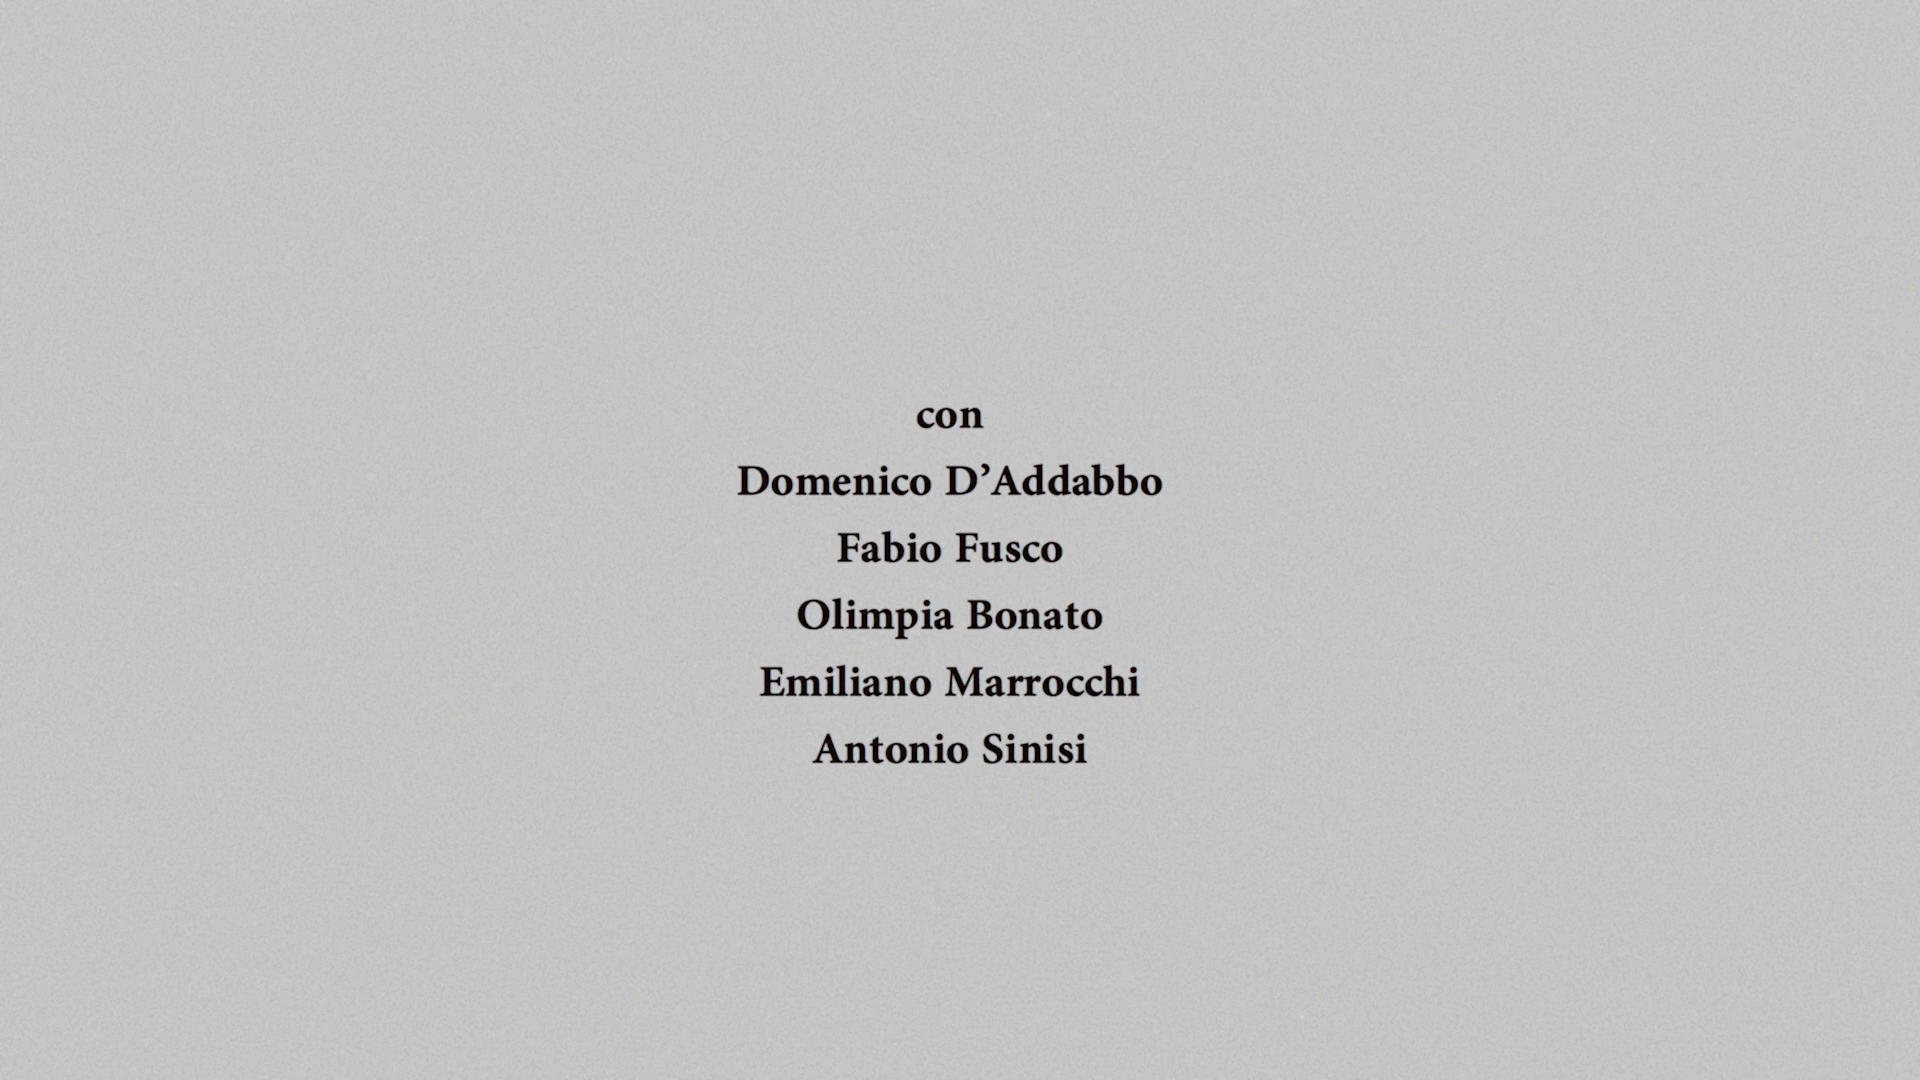 con
Domenico D’Addabbo
Fabio Fusco
Olimpia Bonato
Emiliano Marrocchi
Antonio Sinisi